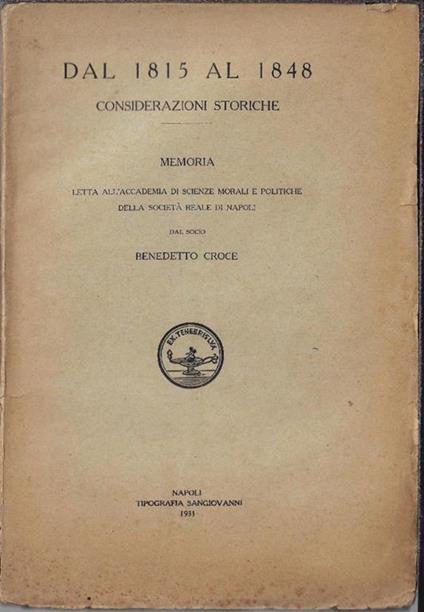 DAL 1815 AL 1848
CONSIDERAZIONI STORICHE
MEMORIA
LETTA ALL'ACCADEMIA DI SCIENZE MORALI E POLITICHE
DELLA SOCIETÀ REALE DI NAPOLI
DAL SOCIO
BENEDETTO CROCE
EX·TENEBRIS·LVX
NAPOLI
TIPOGRAFIA SANGIOVANNI
1931